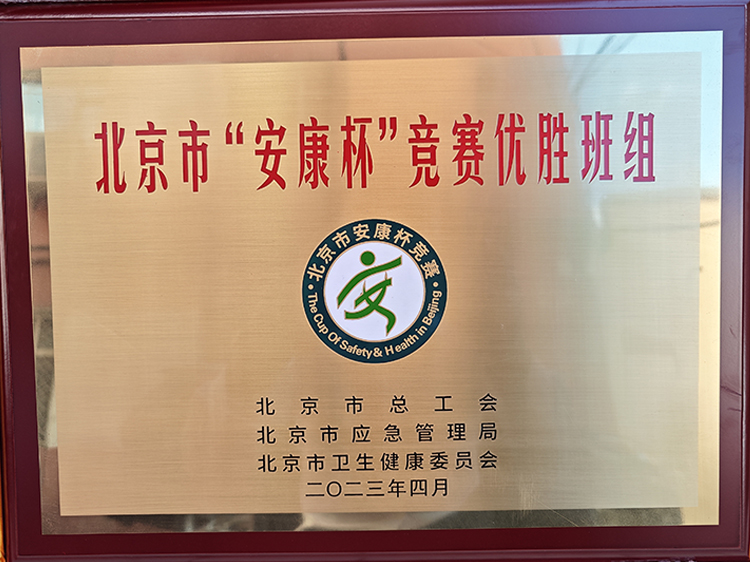 北京市“安康杯”竞赛优胜班组
·北京市安康杯竞赛·
The Cup Of Safety & Health in Beijing
北京市总工会
北京市应急管理局
北京市卫生健康委员会
二〇二三年四月